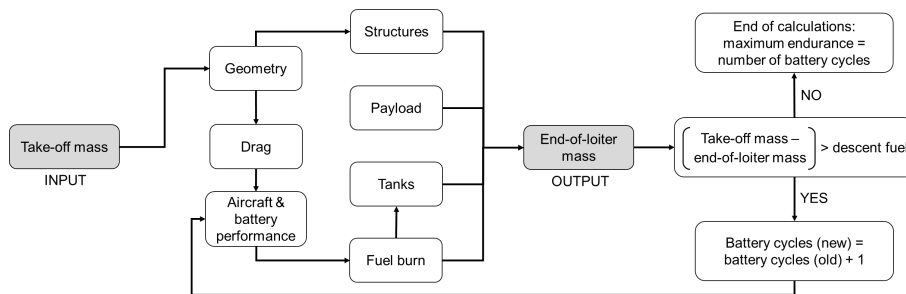 Take-off mass
INPUT
Geometry
Drag
Aircraft &
battery
performance
Structures
Payload
Tanks
Fuel burn
End-of-loiter
mass
OUTPUT
End of calculations:
maximum endurance =
number of battery cycles
NO
Take-off mass –
end-of-loiter mass
> descent fuel
YES
Battery cycles (new) =
battery cycles (old) + 1